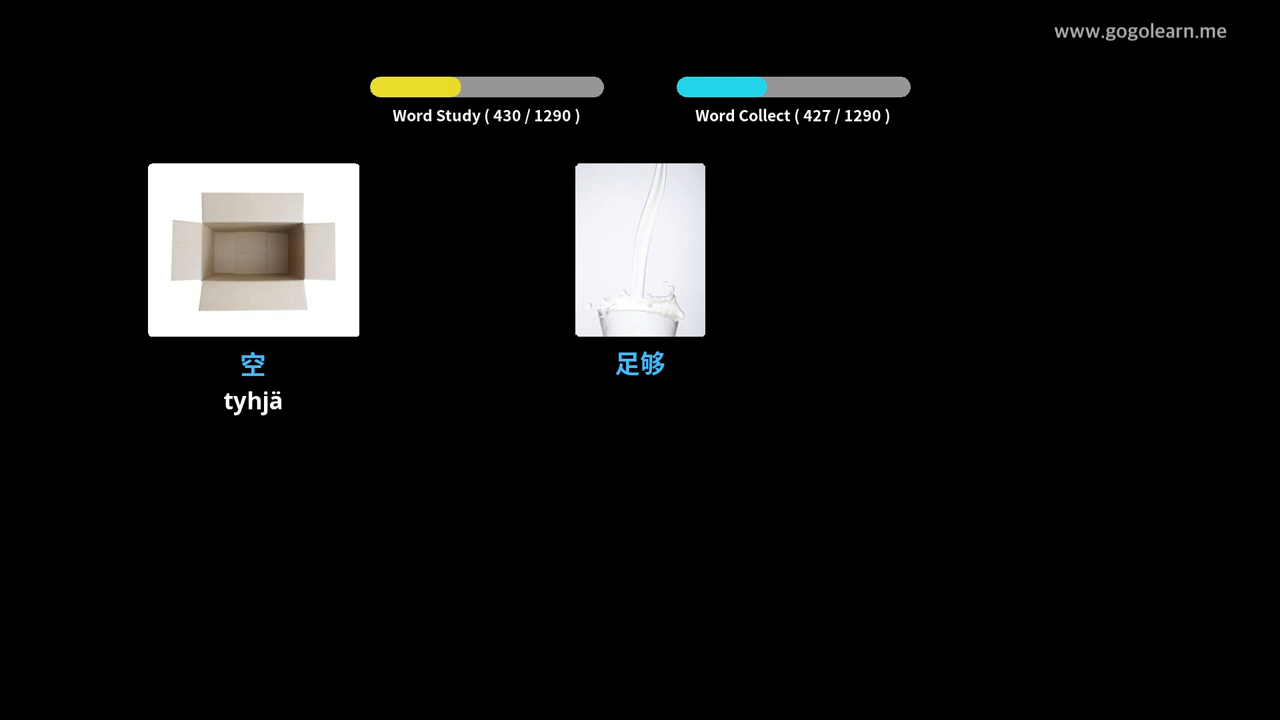 www.gogolearn.me
Word Study ( 430 / 1290 )
Word Collect ( 427 / 1290 )
空
tyhjä
足够